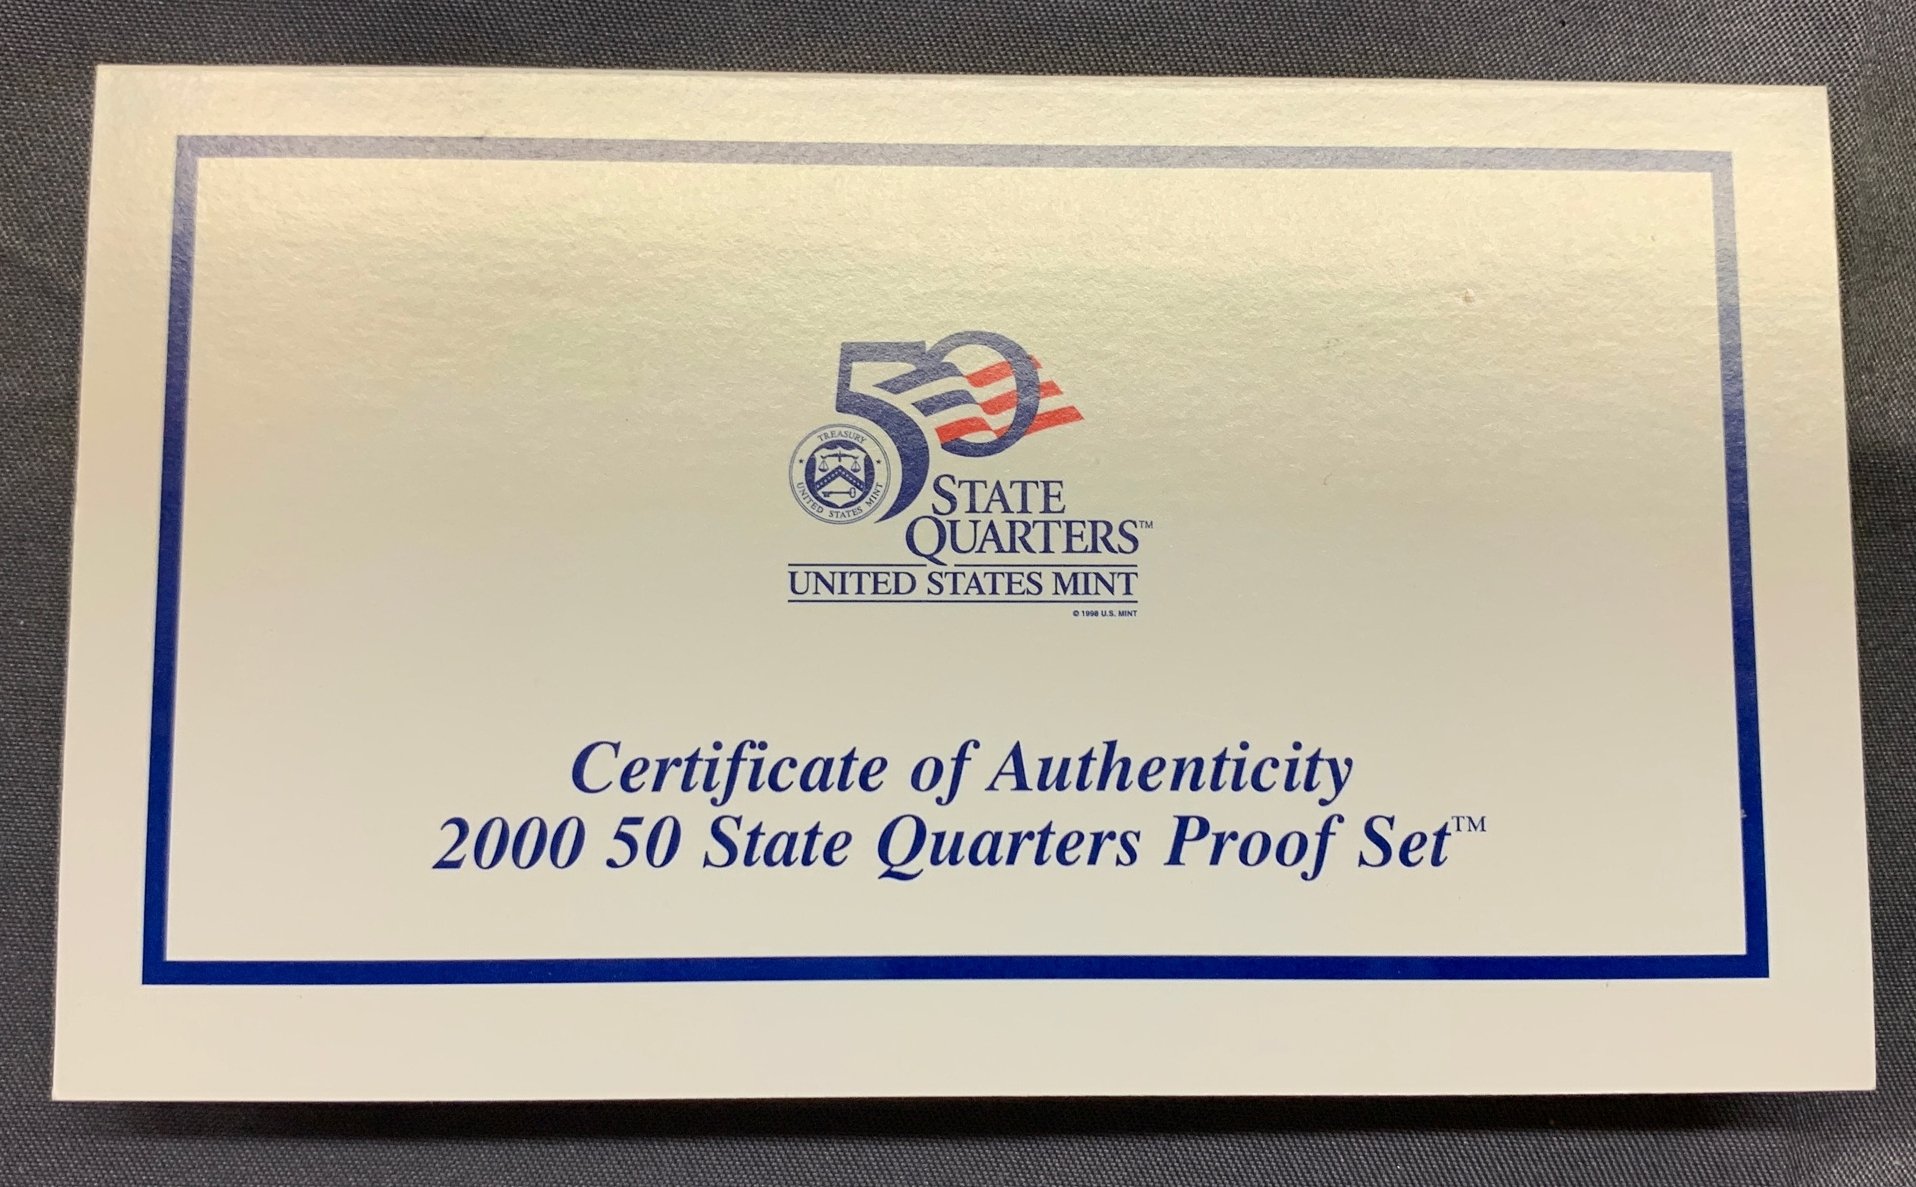 50
TREASURY
UNITED STATES MINT
STATE
QUARTERS™
UNITED STATES MINT
© 1998 U.S. MINT
Certificate of Authenticity
2000 50 State Quarters Proof Set™